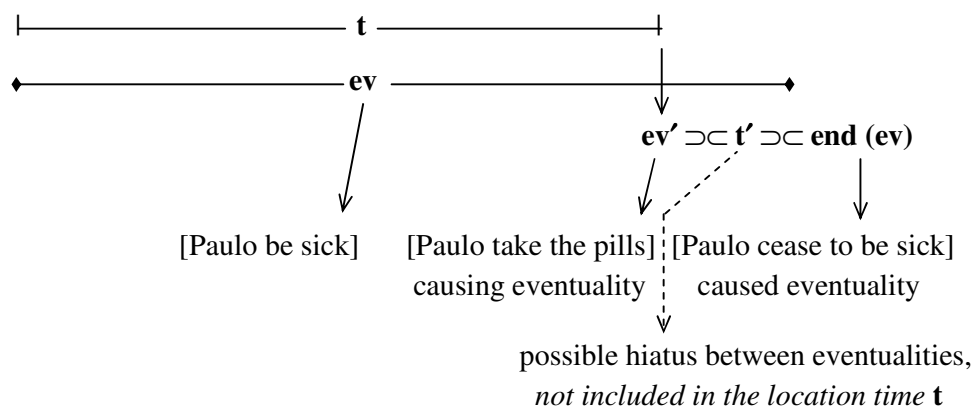 t
ev
ev′ ⊃⊂ t′ ⊃⊂ end (ev)
[Paulo be sick] [Paulo take the pills] [Paulo cease to be sick]
causing eventuality caused eventuality
possible hiatus between eventualities,
not included in the location time t